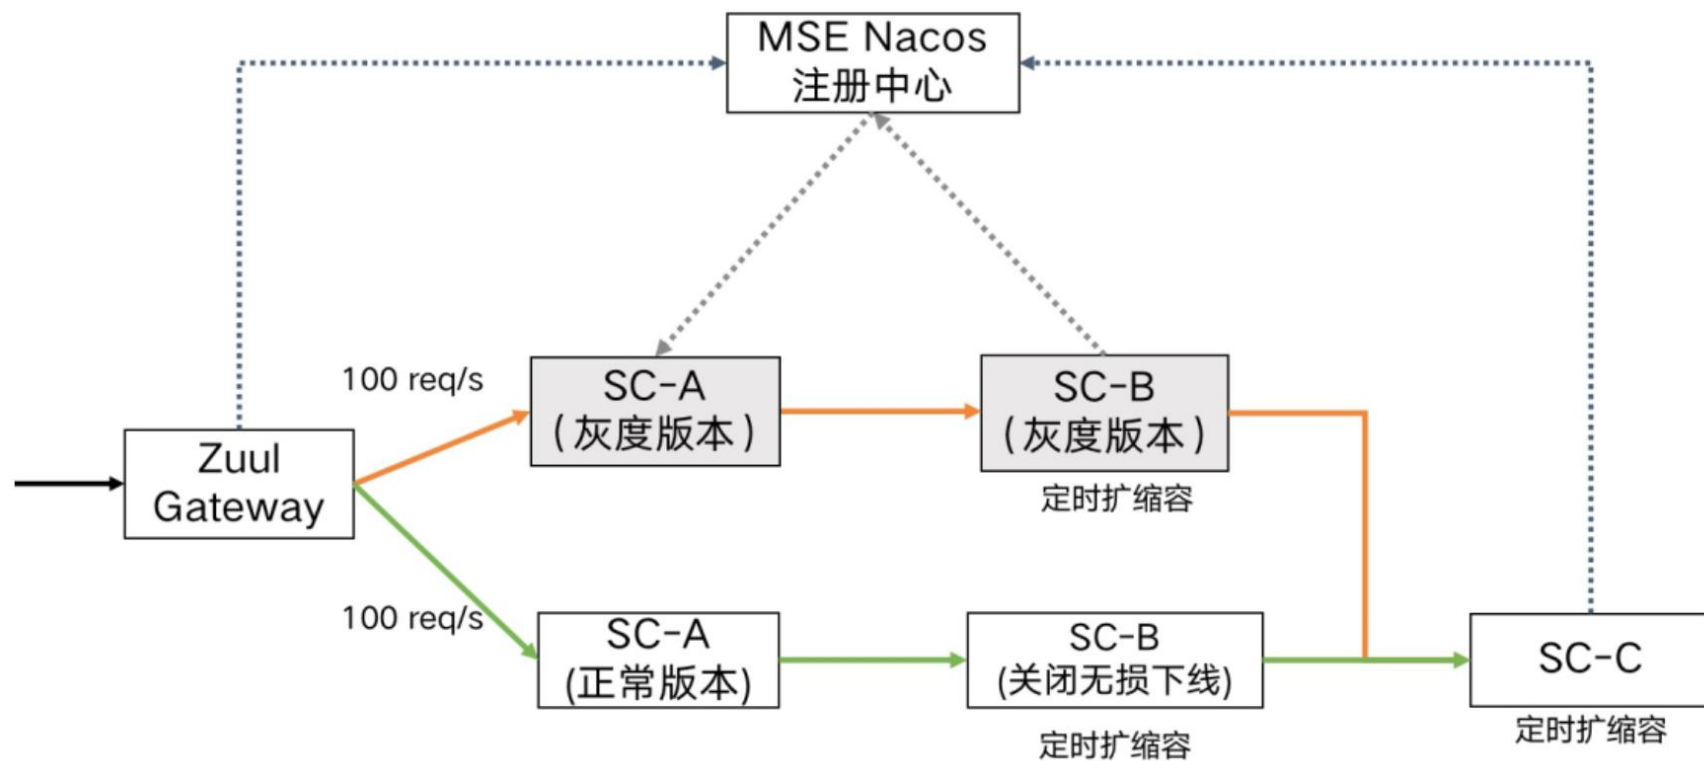 MSE Nacos
注册中心
100 req/s
SC-A
(灰度版本)
SC-B
(灰度版本)
定时扩缩容
Zuul
Gateway
100 req/s
SC-A
(正常版本)
SC-B
(关闭无损下线)
定时扩缩容
SC-C
定时扩缩容